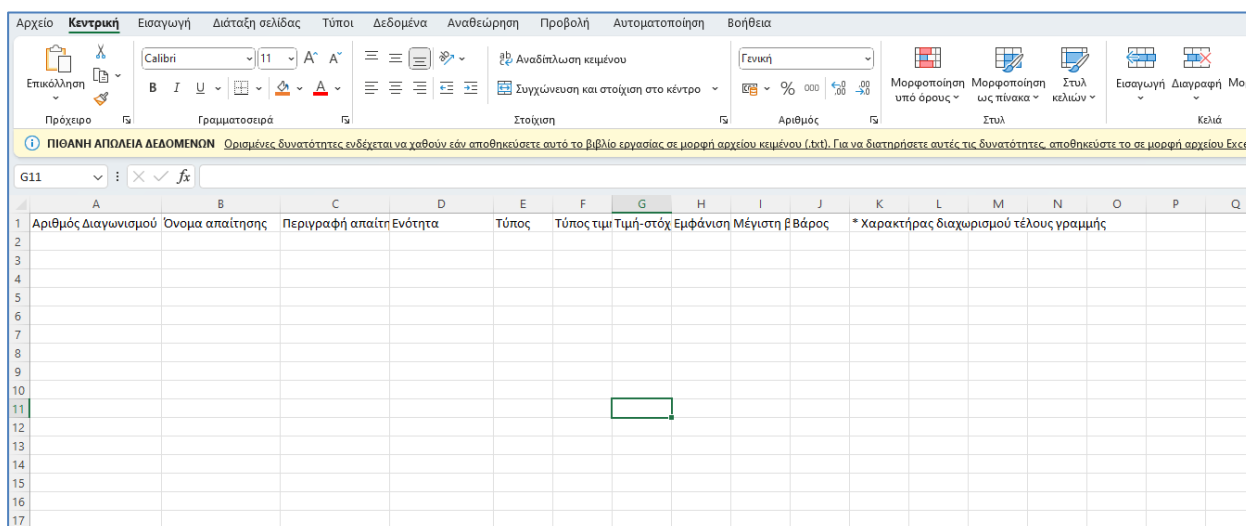 Αρχείο Κεντρική Εισαγωγή Διάταξη σελίδας Τύποι Δεδομένα Αναθεώρηση Προβολή Αυτοματοποίηση Βοήθεια
Calibri 11 A^ Aˇ ab Αναδίπλωση κειμένου Γενική
Επικόλληση B I U A Συγχώνευση και στοίχιση στο κέντρο % 000 Μορφοποίηση υπό όρους Μορφοποίηση ως πίνακα Στυλ κελιών Εισαγωγή Διαγραφή Μο
Πρόχειρο Γραμματοσειρά Στοίχιση Αριθμός Στυλ Κελιά
ΠΙΘΑΝΗ ΑΠΩΛΕΙΑ ΔΕΔΟΜΕΝΩΝ Ορισμένες δυνατότητες ενδέχεται να χαθούν εάν αποθηκεύσετε αυτό το βιβλίο εργασίας σε μορφή αρχείου κειμένου (.txt). Για να διατηρήσετε αυτές τις δυνατότητες, αποθηκεύστε το σε μορφή αρχείου Exce
G11 fx
A B C D E F G H I J K L M N O P Q
1 Αριθμός Διαγωνισμού Όνομα απαίτησης Περιγραφή απαίτη Ενότητα Τύπος Τύπος τιμ Τιμή-στόχ Εμφάνιση Μέγιστη β Βάρος * Χαρακτήρας διαχωρισμού τέλους γραμμής
2
3
4
5
6
7
8
9
10
11
12
13
14
15
16
17